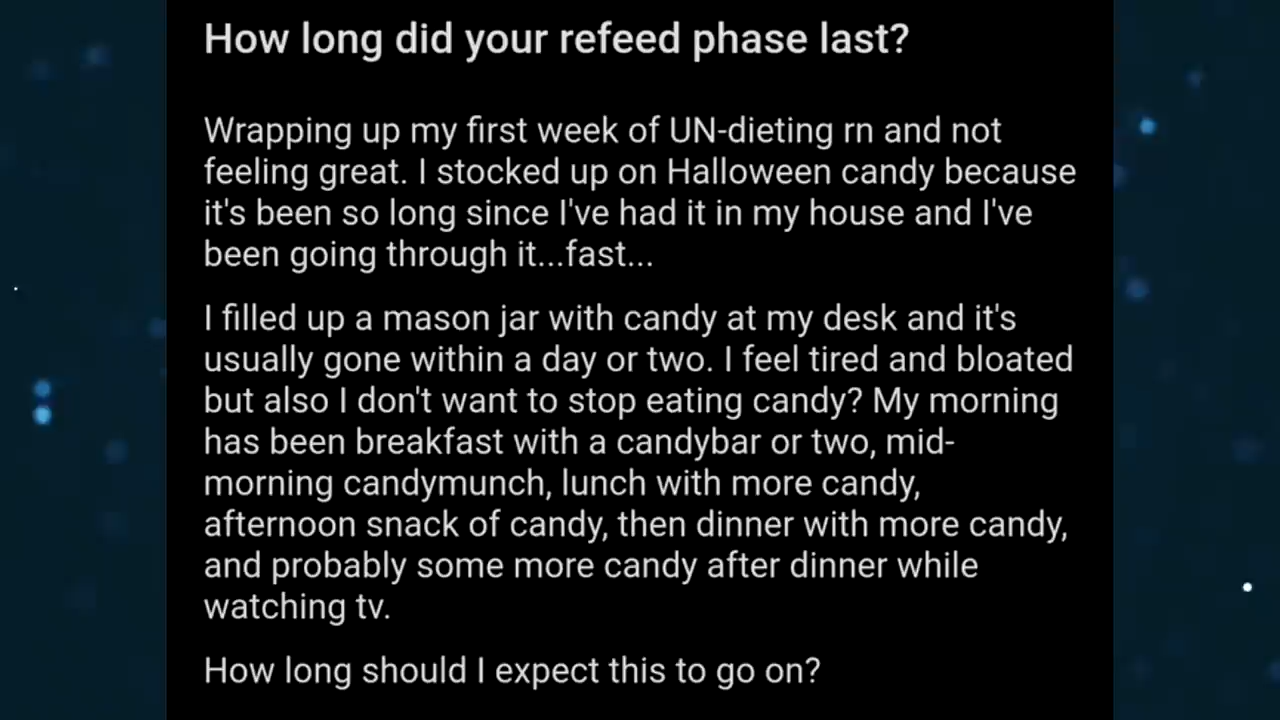 How long did your refeed phase last?
Wrapping up my first week of UN-dieting rn and not
feeling great. I stocked up on Halloween candy because
it's been so long since I've had it in my house and I've
been going through it...fast...
I filled up a mason jar with candy at my desk and it's
usually gone within a day or two. I feel tired and bloated
but also I don't want to stop eating candy? My morning
has been breakfast with a candybar or two, mid-
morning candymunch, lunch with more candy,
afternoon snack of candy, then dinner with more candy,
and probably some more candy after dinner while
watching tv.
How long should I expect this to go on?